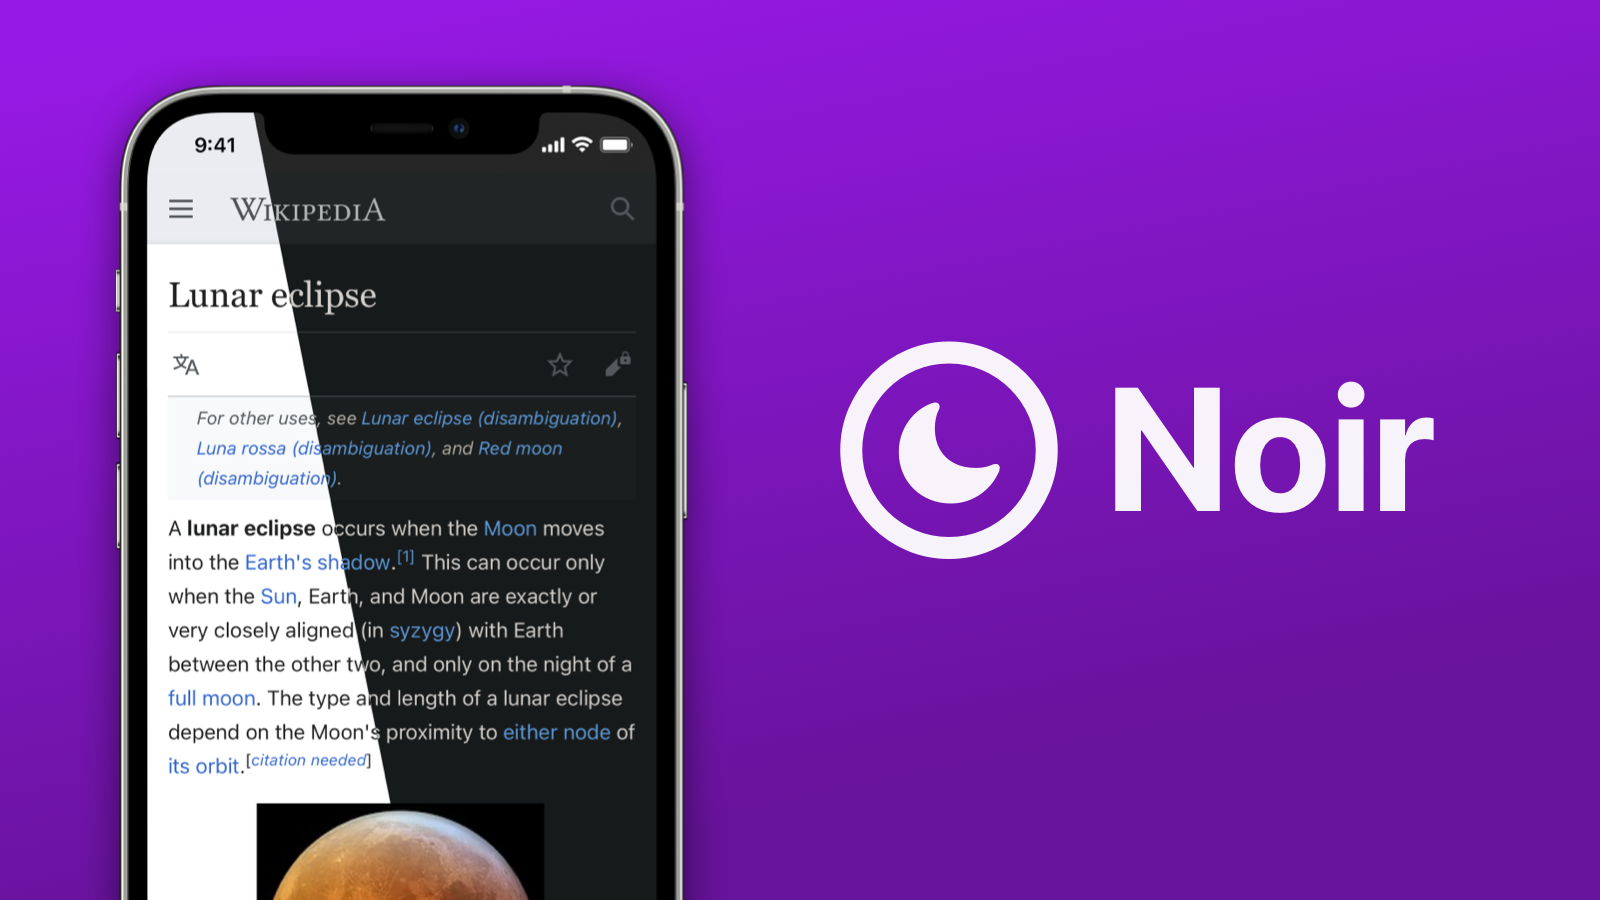 9:41
WIKIPEDIA
Lunar eclipse
文A
For other uses, see Lunar eclipse (disambiguation),
Luna rossa (disambiguation), and Red moon
(disambiguation).
A lunar eclipse occurs when the Moon moves
into the Earth's shadow.[1] This can occur only
when the Sun, Earth, and Moon are exactly or
very closely aligned (in syzygy) with Earth
between the other two, and only on the night of a
full moon. The type and length of a lunar eclipse
depend on the Moon's proximity to either node of
its orbit.[citation needed]
Noir